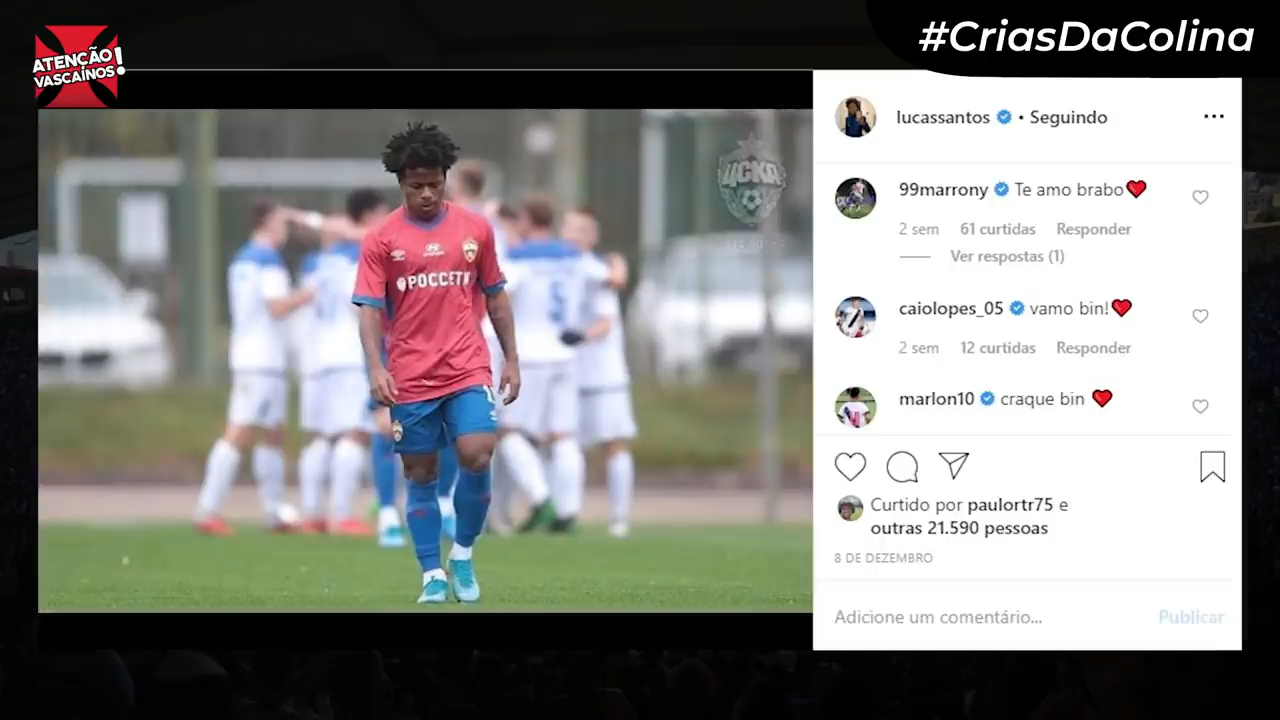 #CriasDaColina
ATENÇÃO
VASCAÍNOS!
ЦСКА
РОССЕТИ
lucassantos • Seguindo
99marrony Te amo brabo❤️
2 sem 61 curtidas Responder
Ver respostas (1)
caiolopes_05 vamo bin!❤️
2 sem 12 curtidas Responder
marlon10 craque bin ❤️
Curtido por paulortr75 e
outras 21.590 pessoas
8 DE DEZEMBRO
Adicione um comentário... Publicar